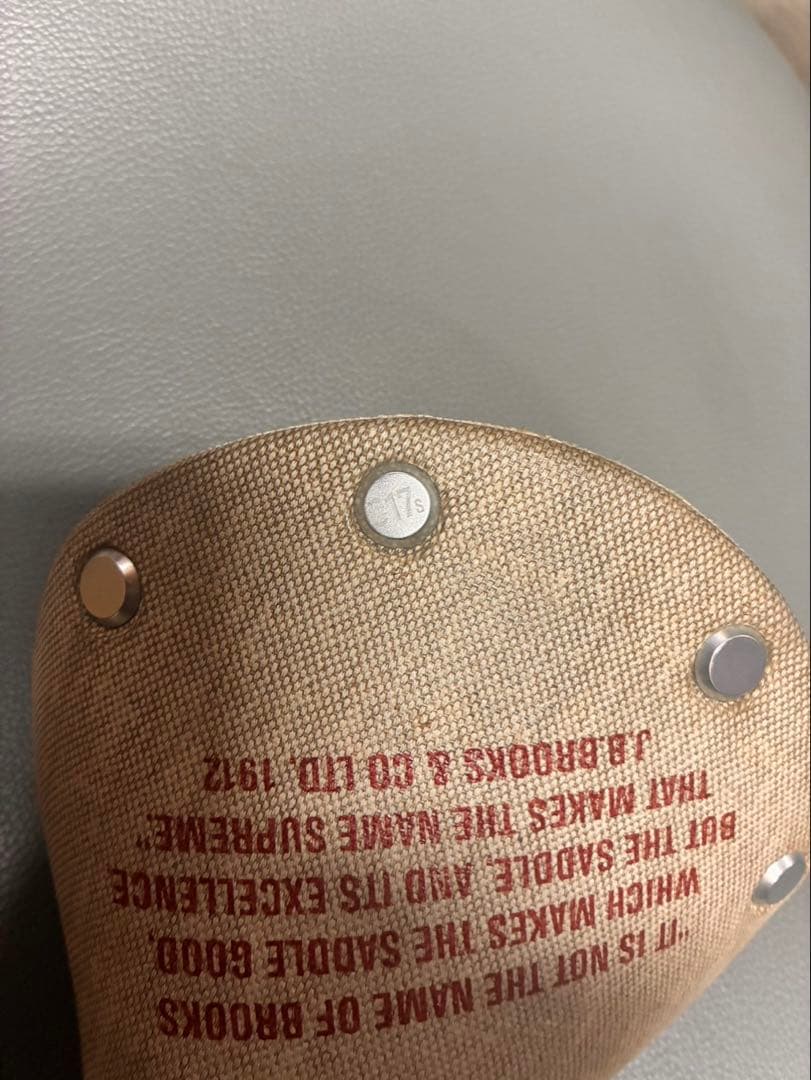 "IT IS NOT THE NAME OF BROOKS
WHICH MAKES THE SADDLE GOOD,
BUT THE SADDLE, AND ITS EXCELLENCE
THAT MAKES THE NAME SUPREME."
J.B.BROOKS & CO LTD, 1912